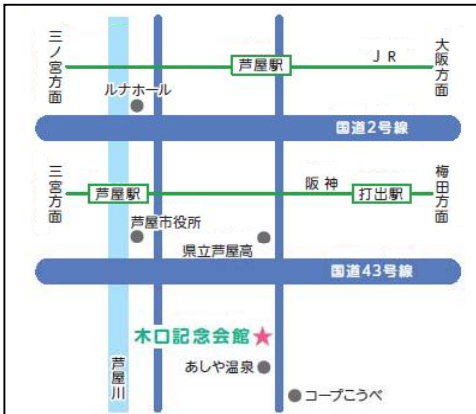 三ノ宮方面
芦屋駅
JR
大阪方面
ルナホール
国道2号線
三宮方面
芦屋駅
阪神
打出駅
梅田方面
芦屋市役所
県立芦屋高
国道43号線
木口記念会館
芦屋川
あしや温泉
コープこうべ